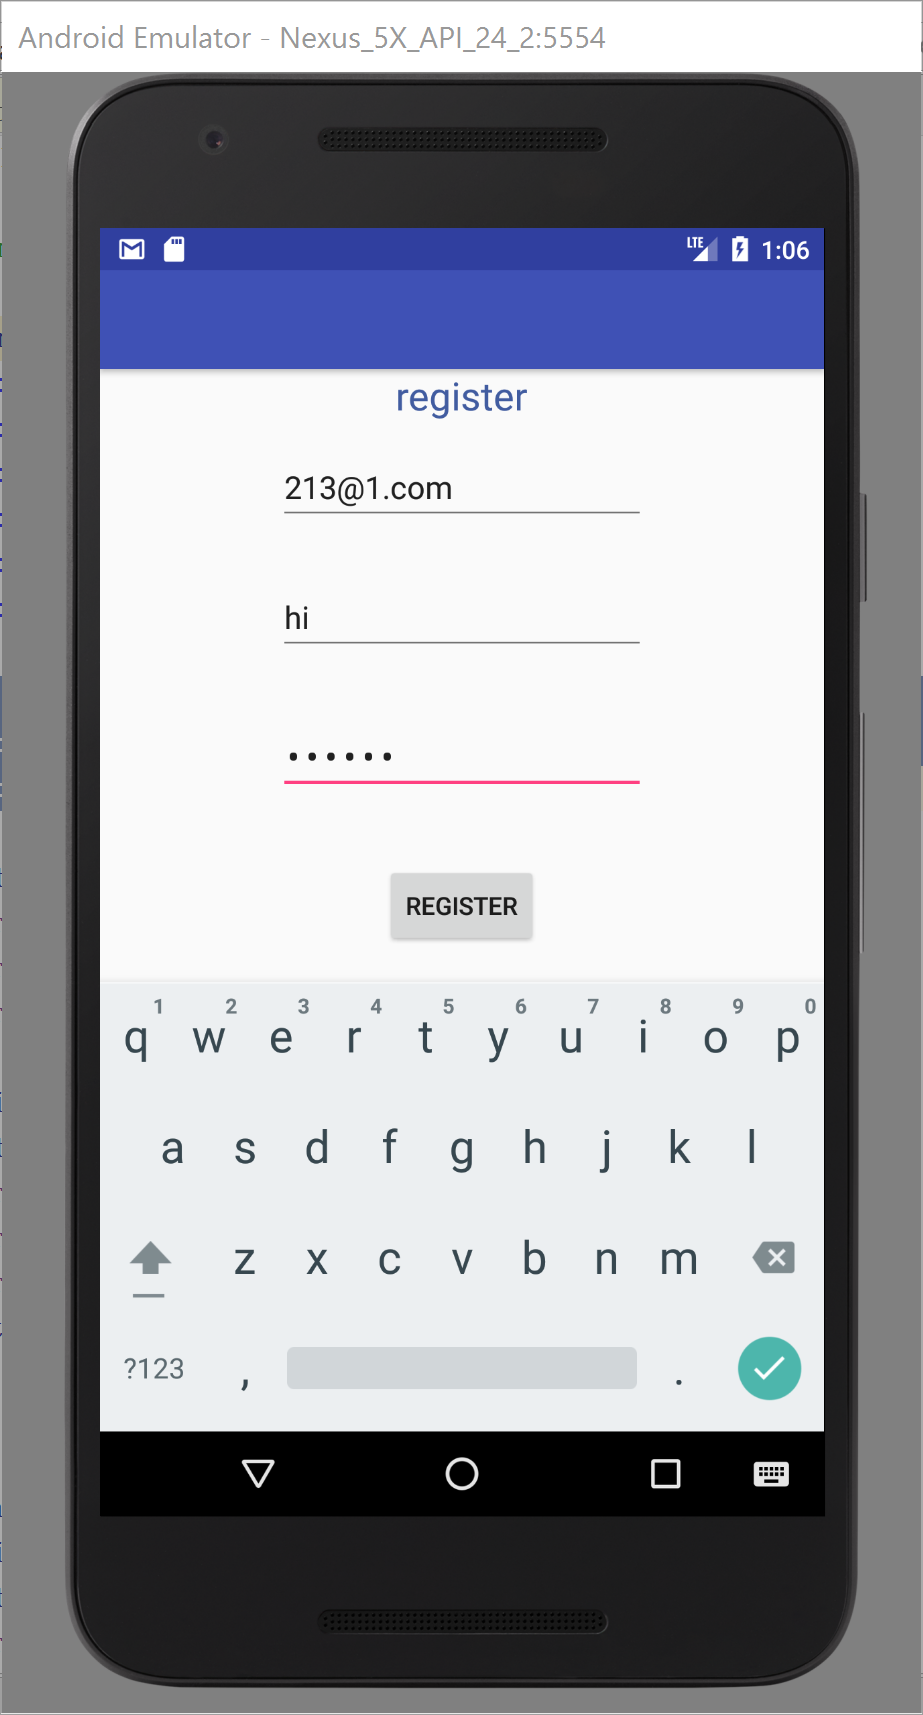 Android Emulator - Nexus_5X_API_24_2:5554
LTE 1:06
register
213@1.com
hi
••••••
REGISTER
1 2 3 4 5 6 7 8 9 0
q w e r t y u i o p
a s d f g h j k l
z x c v b n m
?123 , .